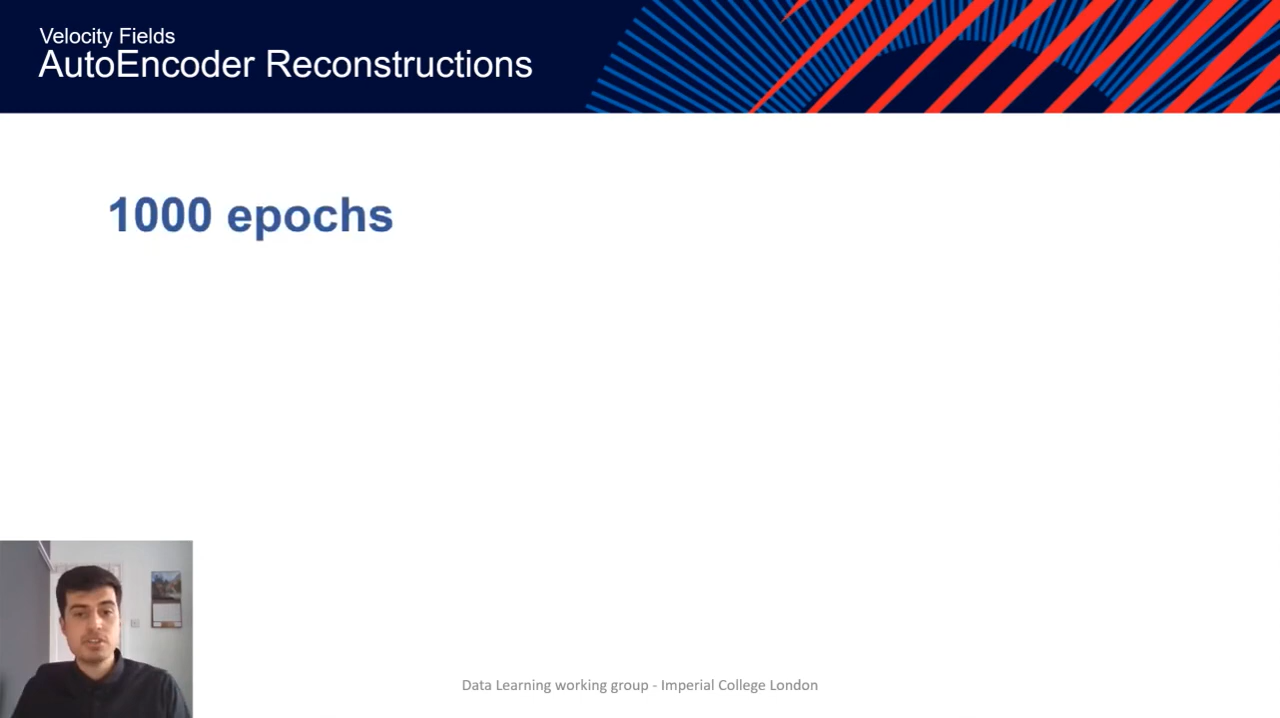 Velocity Fields
AutoEncoder Reconstructions
1000 epochs
Data Learning working group - Imperial College London